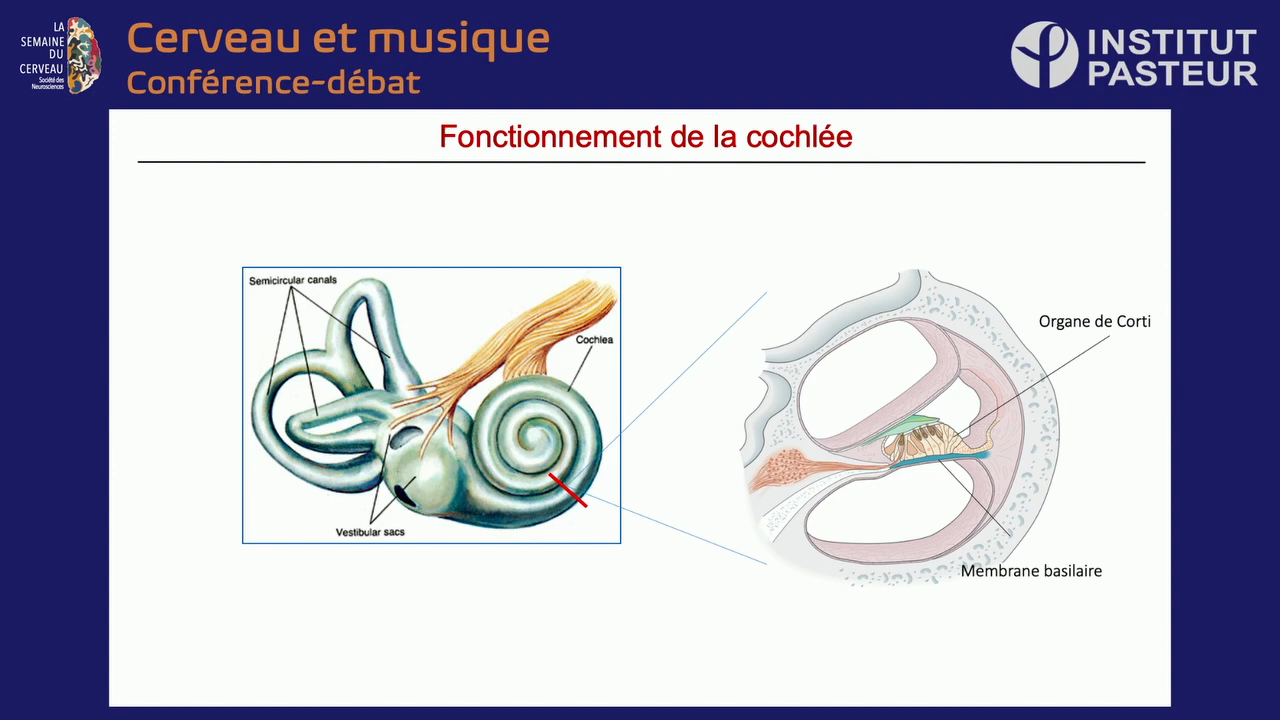 LA
SEMAINE
DU
CERVEAU
Société des
Neurosciences
Cerveau et musique
Conférence-débat
INSTITUT
PASTEUR
Fonctionnement de la cochlée
Semicircular canals
Cochlea
Vestibular sacs
Organe de Corti
Membrane basilaire